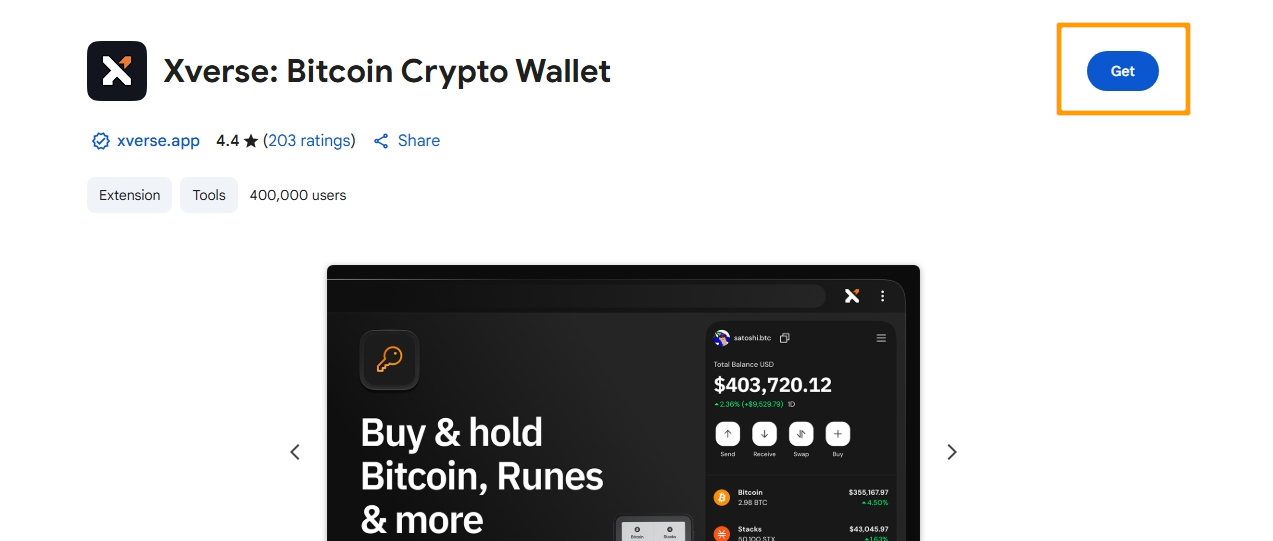 Xverse: Bitcoin Crypto Wallet
Get
xverse.app 4.4 ★ (203 ratings) Share
Extension Tools 400,000 users
satoshi.btc
Total Balance USD
$403,720.12
+2.36% (+$9,529.79) 1D
Send Receive Swap Buy
Buy & hold
Bitcoin, Runes
& more
Bitcoin $355,167.97
2.98 BTC +4.50%
Stacks $43,045.97
50,100 STX +1.63%
Bitcoin Stacks